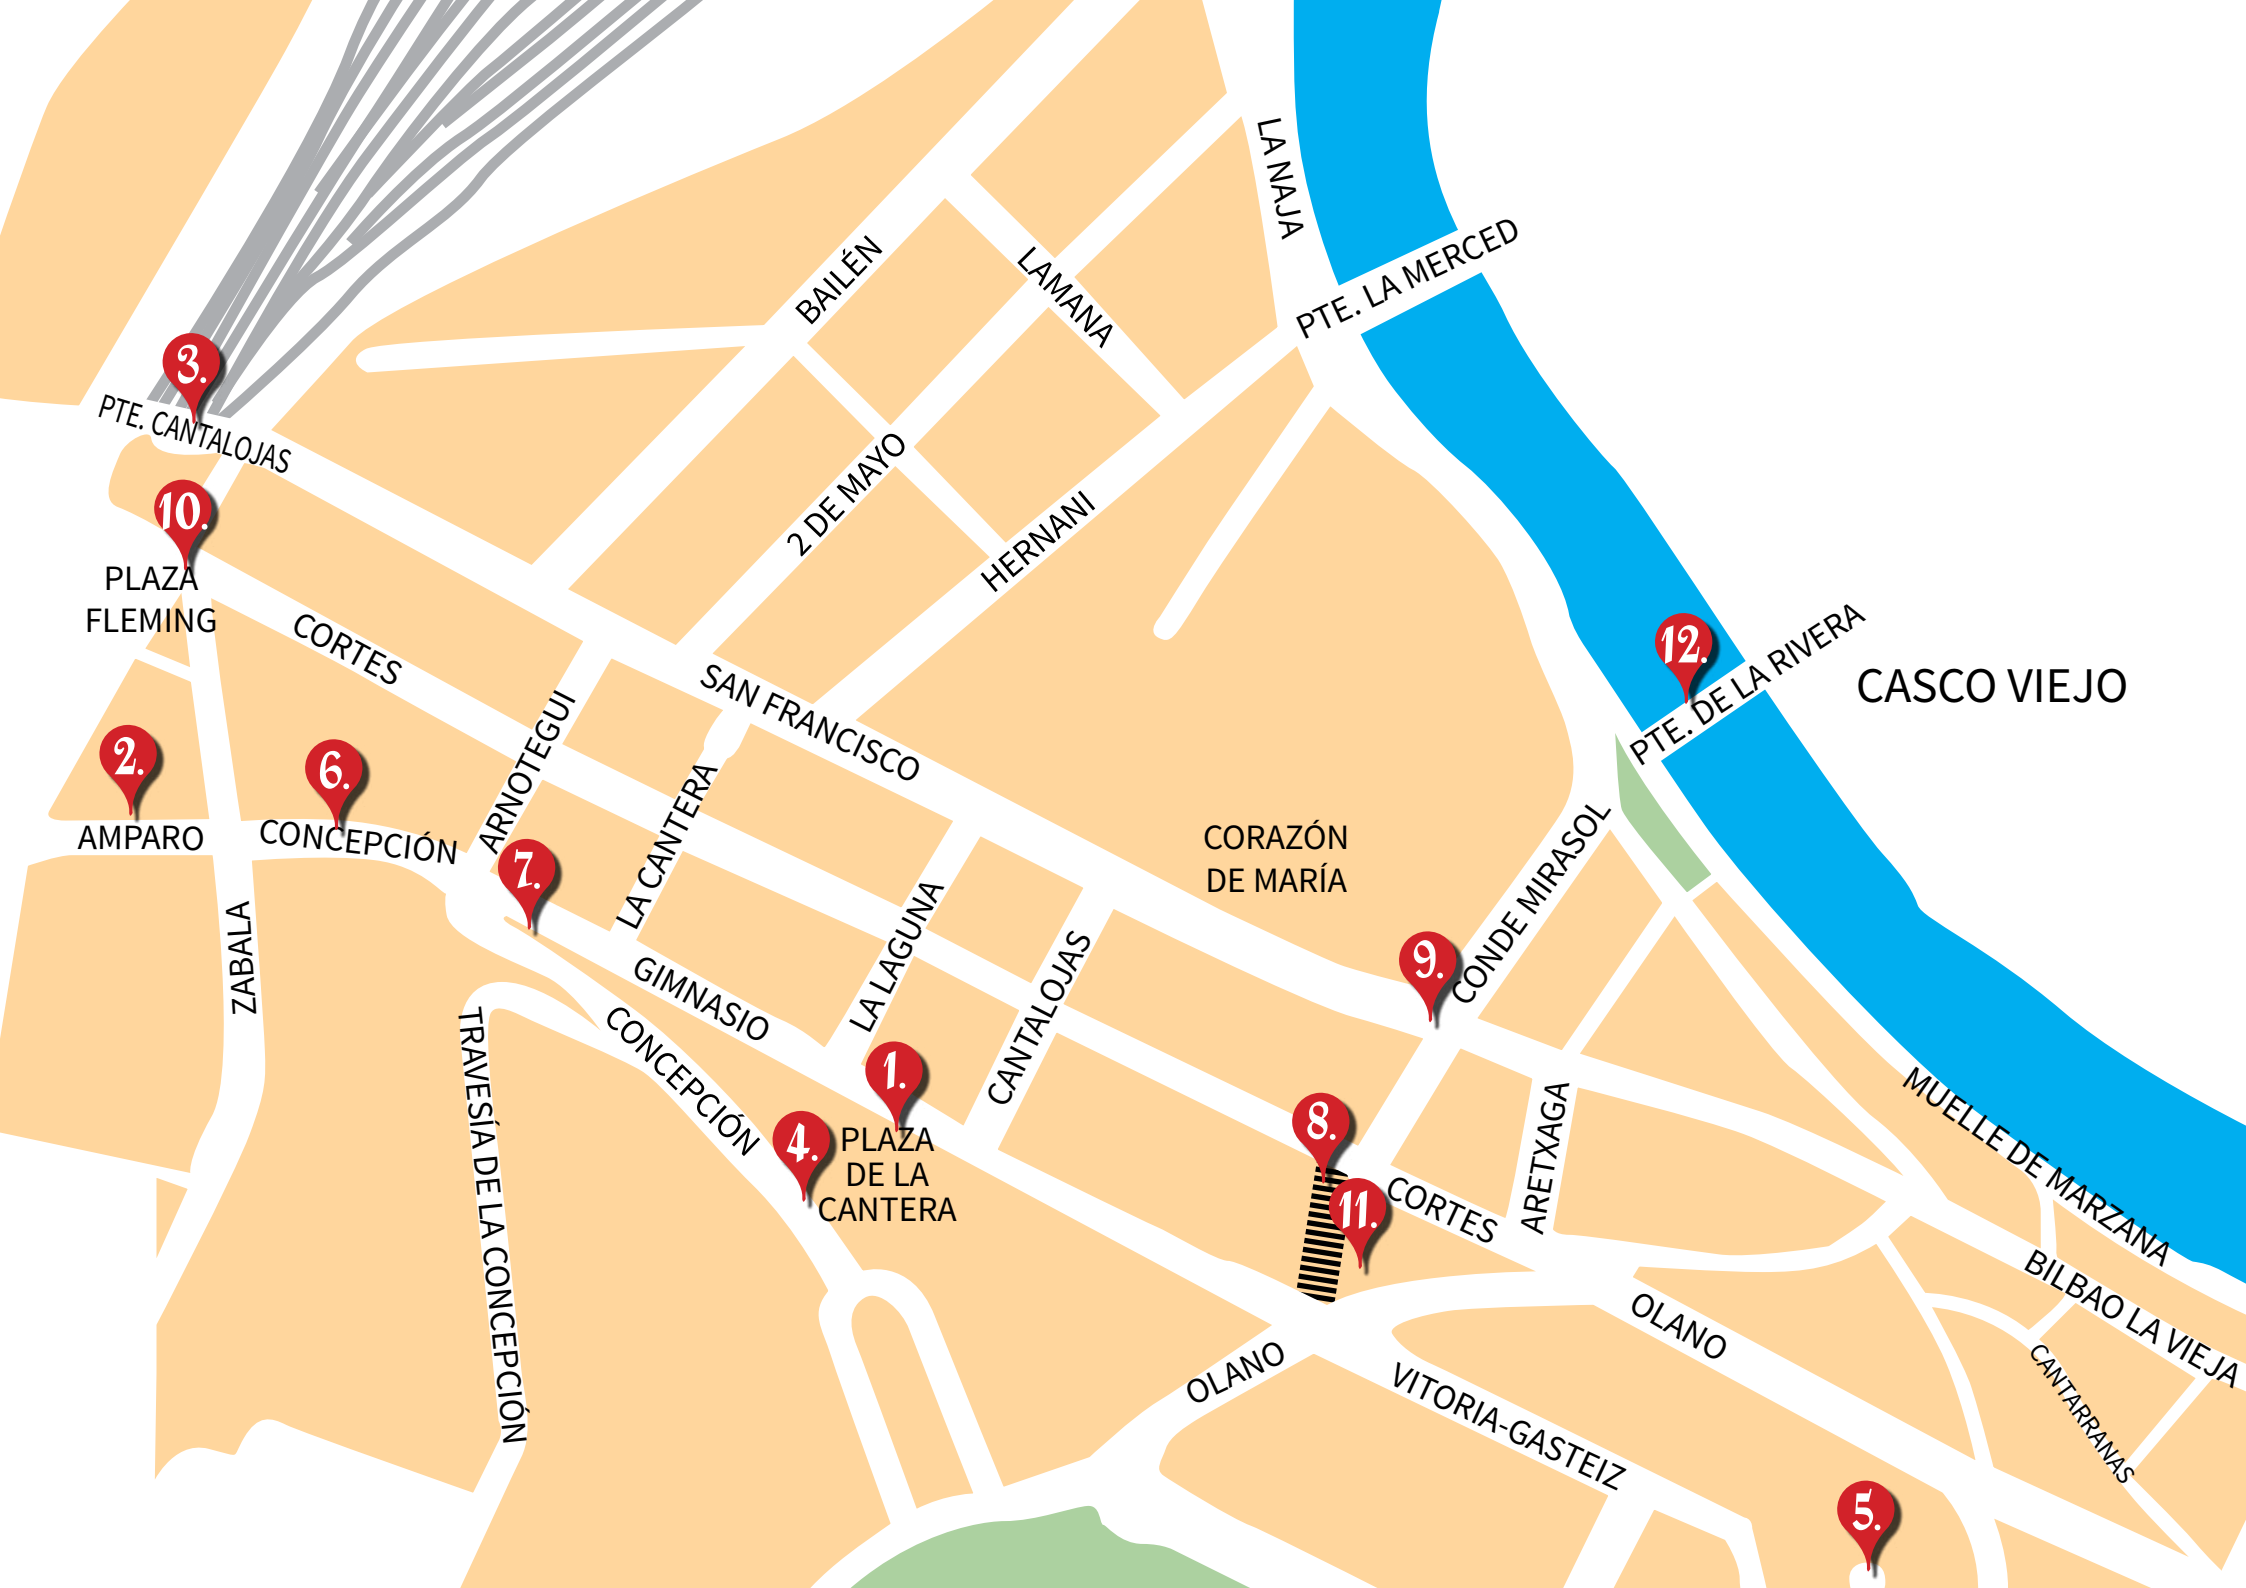 LA NAJA
PTE. LA MERCED
BAILÉN
LAMANA
3.
PTE. CANTALOJAS
10.
PLAZA
FLEMING
2 DE MAYO
HERNANI
CORTES
SAN FRANCISCO
12.
PTE. DE LA RIVERA
CASCO VIEJO
2.
AMPARO
6.
CONCEPCIÓN
ARNOTEGUI
7.
LA CANTERA
CORAZÓN
DE MARÍA
CONDE MIRASOL
9.
ZABALA
GIMNASIO
LA LAGUNA
CANTALOJAS
TRAVESÍA DE LA CONCEPCIÓN
CONCEPCIÓN
1.
4.
PLAZA
DE LA
CANTERA
8.
11.
CORTES
ARETXAGA
MUELLE DE MARZANA
BILBAO LA VIEJA
OLANO
OLANO
VITORIA-GASTEIZ
CANTARRANAS
5.